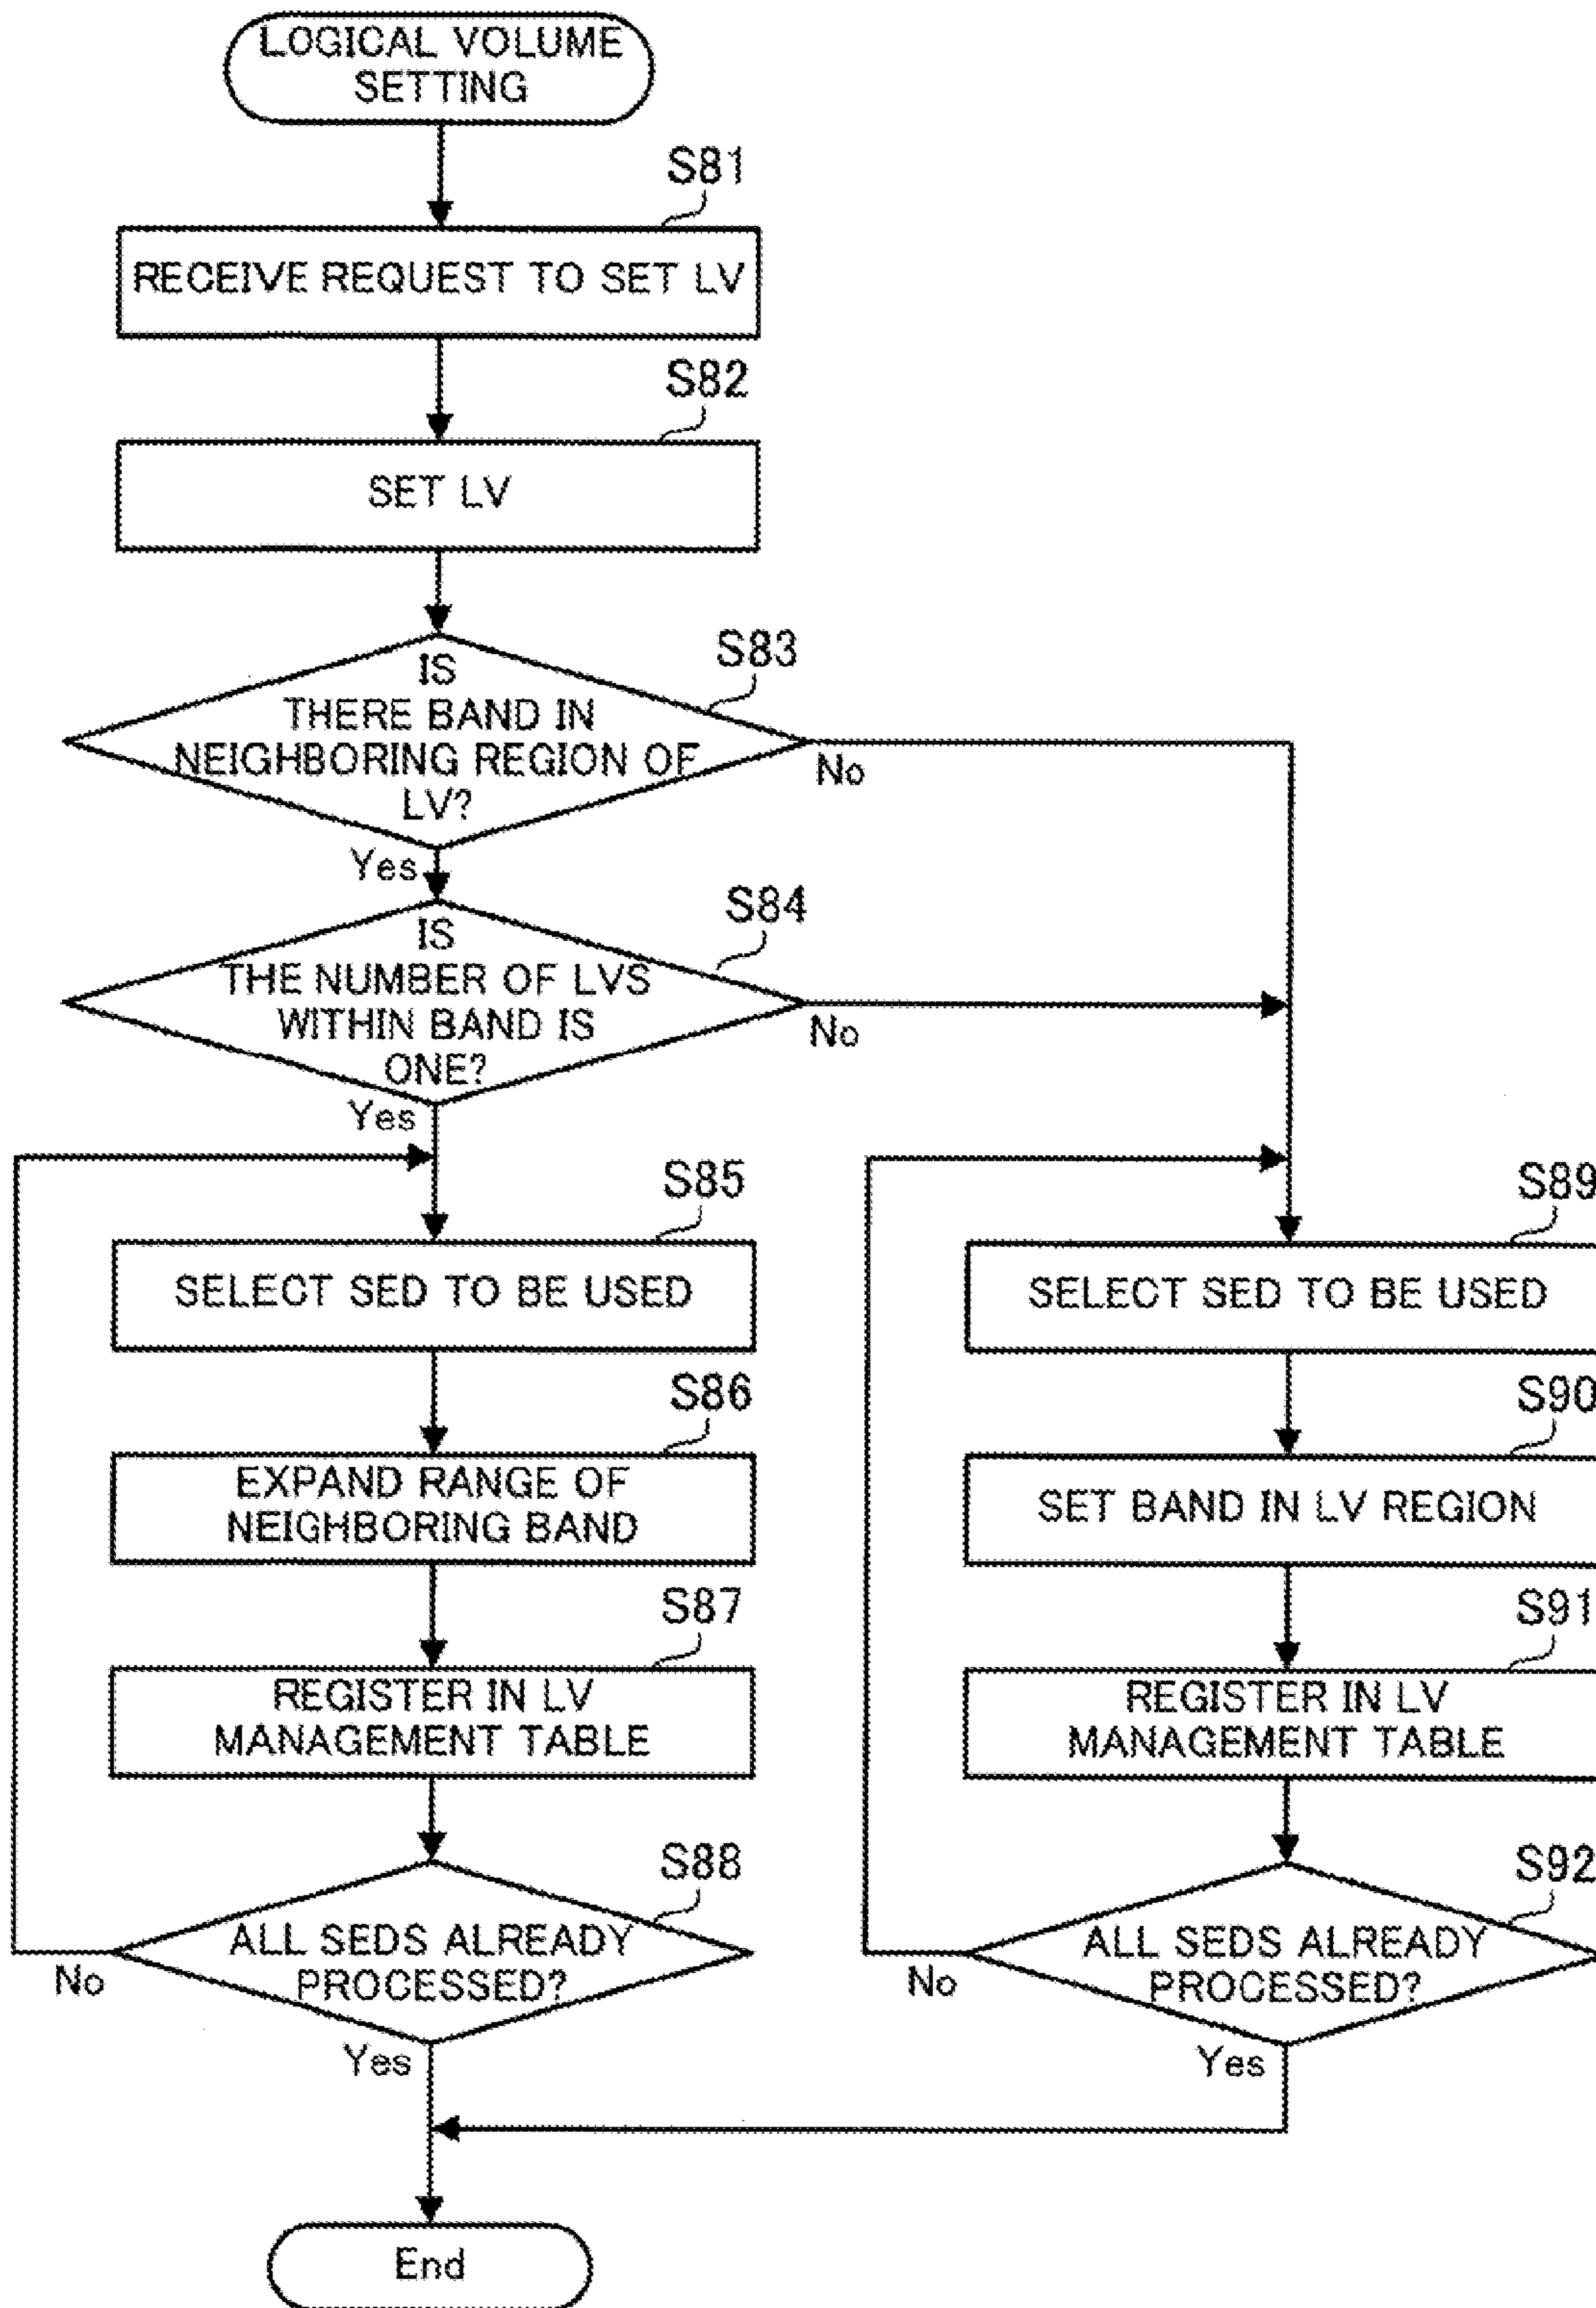 LOGICAL VOLUME
SETTING
S81
RECEIVE REQUEST TO SET LV
S82
SET LV
S83
IS
THERE BAND IN
NEIGHBORING REGION OF
LV?
No
Yes
S84
IS
THE NUMBER OF LVS
WITHIN BAND IS
ONE?
No
Yes
S85
SELECT SED TO BE USED
S86
EXPAND RANGE OF
NEIGHBORING BAND
S87
REGISTER IN LV
MANAGEMENT TABLE
S88
ALL SEDS ALREADY
PROCESSED?
No
Yes
S89
SELECT SED TO BE USED
S90
SET BAND IN LV REGION
S91
REGISTER IN LV
MANAGEMENT TABLE
S92
ALL SEDS ALREADY
PROCESSED?
No
Yes
End